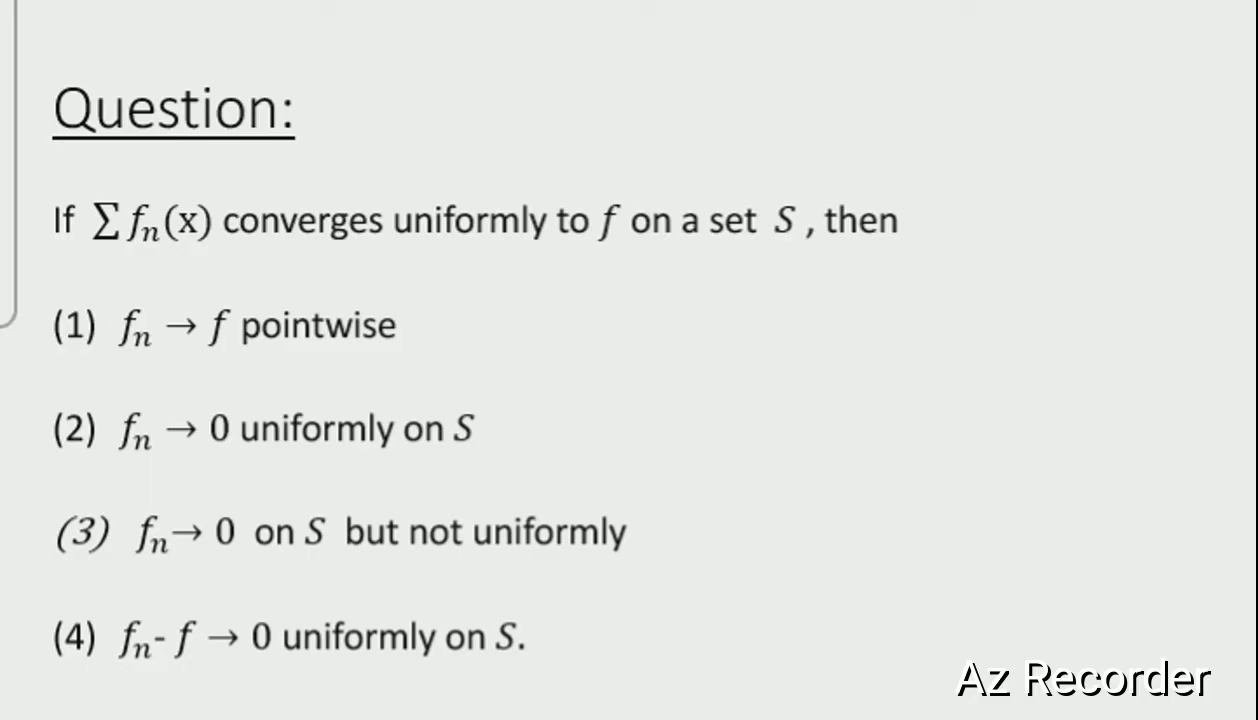 Question:
If ∑ fₙ(x) converges uniformly to f on a set S , then
(1) fₙ → f pointwise
(2) fₙ → 0 uniformly on S
(3) fₙ→ 0 on S but not uniformly
(4) fₙ- f → 0 uniformly on S.
Az Recorder